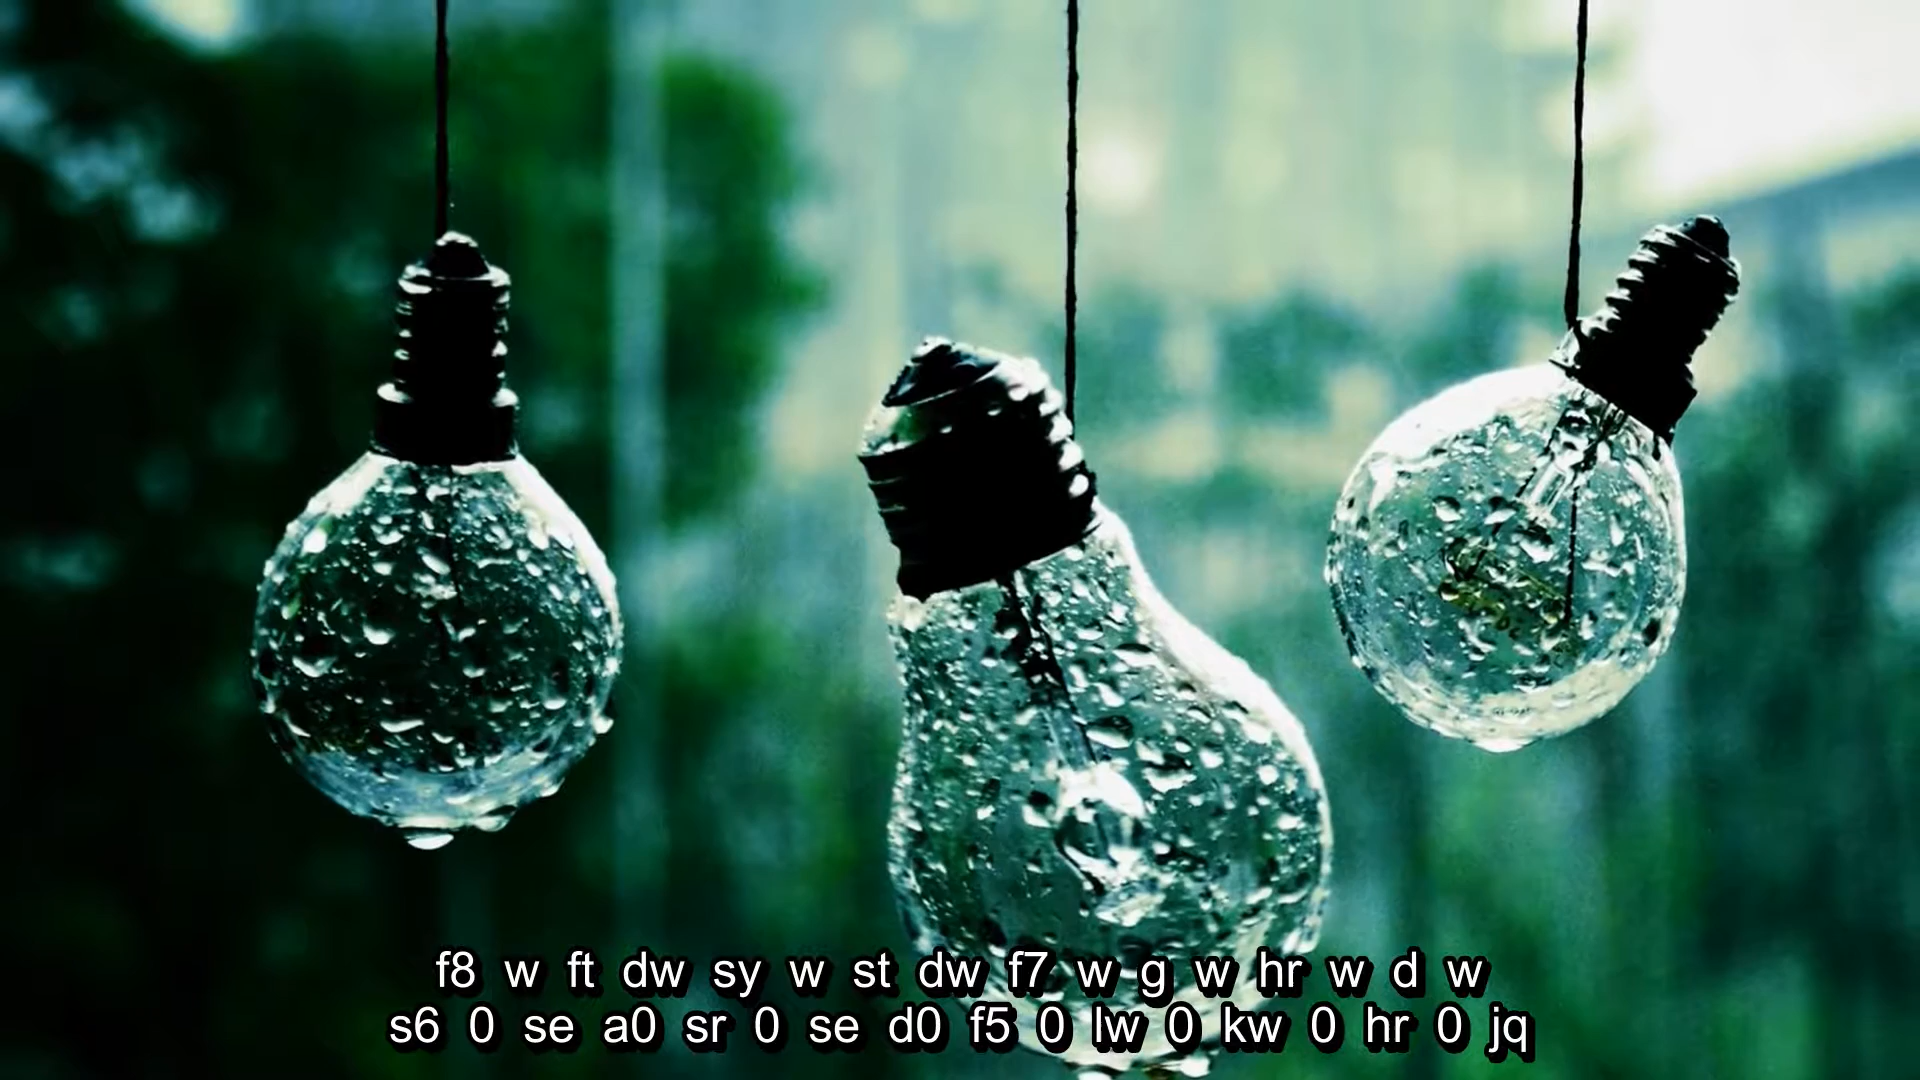 f8 w ft dw sy w st dw f7 w g w hr w d w
s6 0 se a0 sr 0 se d0 f5 0 lw 0 kw 0 hr 0 jq